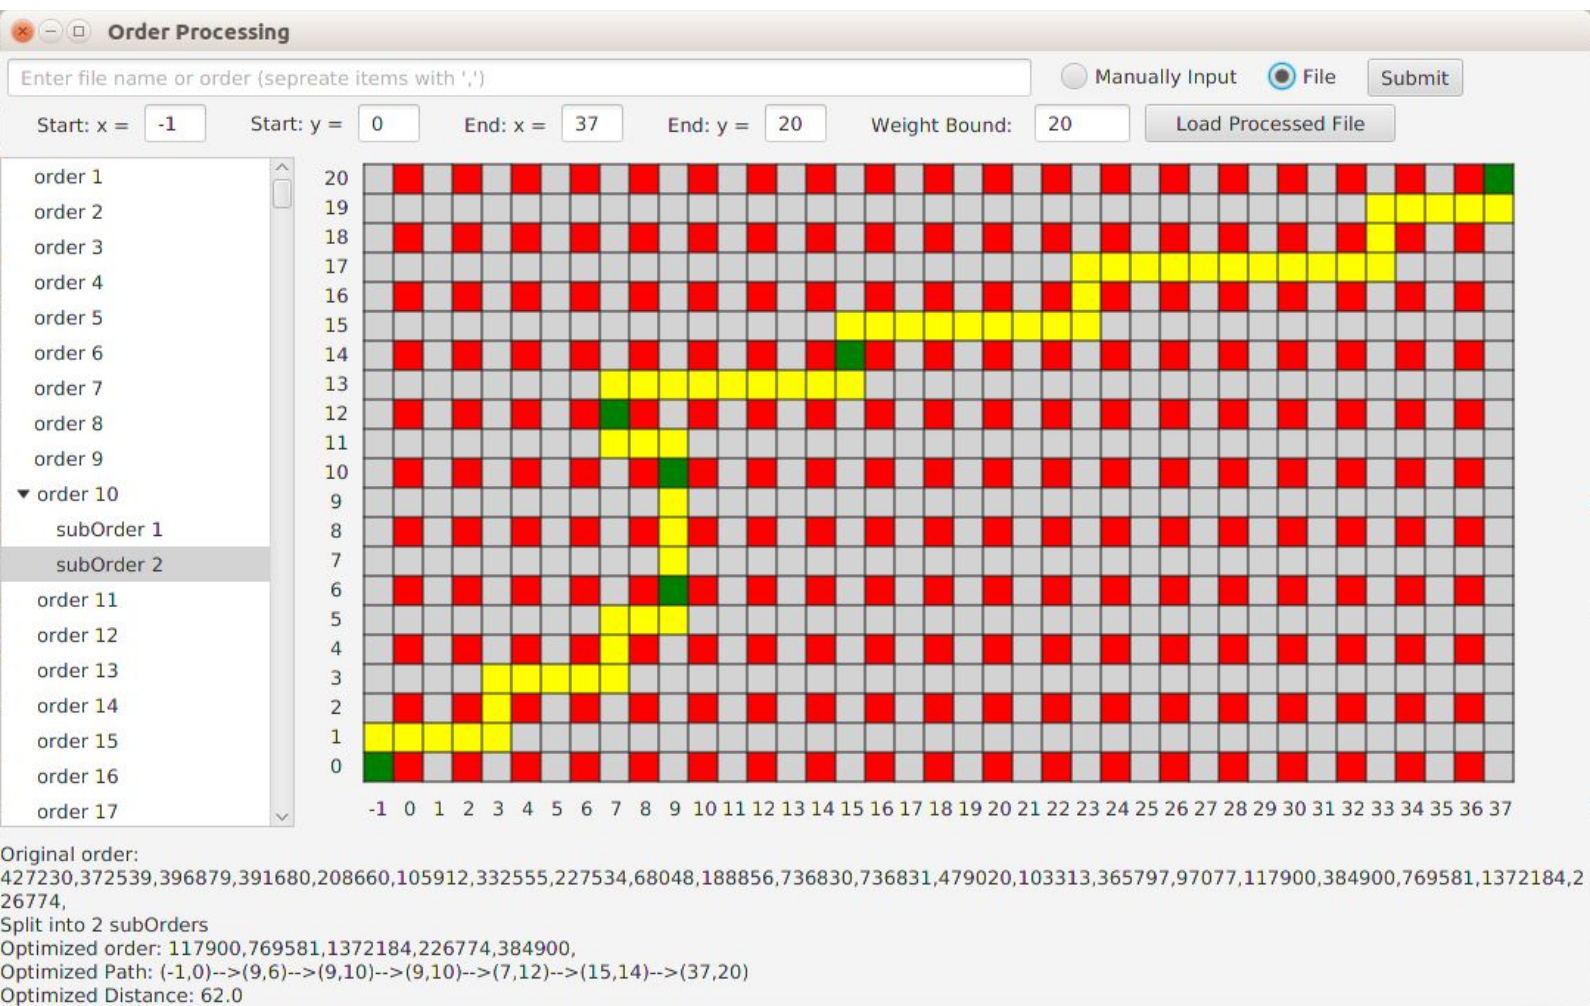 Order Processing
Enter file name or order (sepreate items with ',')
Manually Input
File
Submit
Start: x = -1
Start: y = 0
End: x = 37
End: y = 20
Weight Bound: 20
Load Processed File
order 1
order 2
order 3
order 4
order 5
order 6
order 7
order 8
order 9
order 10
subOrder 1
subOrder 2
order 11
order 12
order 13
order 14
order 15
order 16
order 17
20
19
18
17
16
15
14
13
12
11
10
9
8
7
6
5
4
3
2
1
0
-1 0 1 2 3 4 5 6 7 8 9 10 11 12 13 14 15 16 17 18 19 20 21 22 23 24 25 26 27 28 29 30 31 32 33 34 35 36 37
Original order:
427230,372539,396879,391680,208660,105912,332555,227534,68048,188856,736830,736831,479020,103313,365797,97077,117900,384900,769581,1372184,2
26774,
Split into 2 subOrders
Optimized order: 117900,769581,1372184,226774,384900,
Optimized Path: (-1,0)-->(9,6)-->(9,10)-->(9,10)-->(7,12)-->(15,14)-->(37,20)
Optimized Distance: 62.0